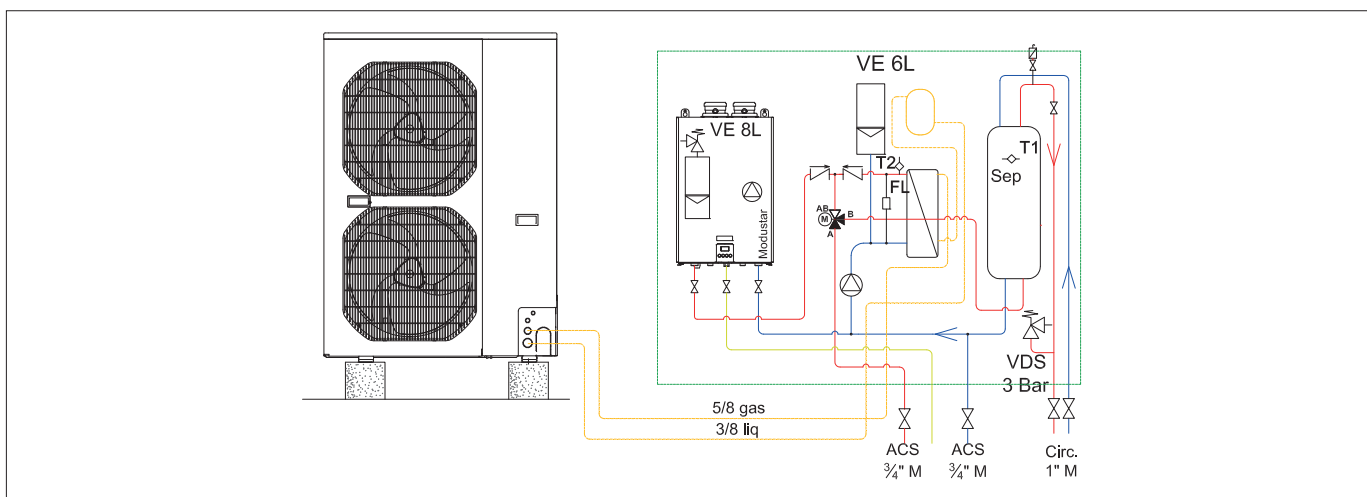 VE 6L
VE 8L
T1
Sep
T2
FL
AB
M
B
A
Modustar
VDS
3 Bar
5/8 gas
3/8 liq
ACS
¾" M
ACS
¾" M
Circ.
1" M